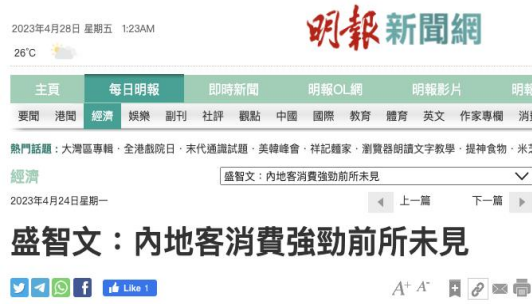 2023年4月28日 星期五 1:23AM
26°C
明報新聞網
主頁 每日明報 即時新聞 明報OL網 明報影片 明報
要聞 港聞 經濟 娛樂 副刊 社評 觀點 中國 國際 教育 體育 英文 作家專欄 消
熱門話題：大灣區專輯 · 全港戲院日 · 末代通識試題 · 美韓峰會 · 祥記麵家 · 瀏覽器朗讀文字教學 · 提神食物 · 米芝
經濟
盛智文：內地客消費強勁前所未見
2023年4月24日星期一
上一篇 下一篇
盛智文：內地客消費強勁前所未見
Like 1
A+ A-